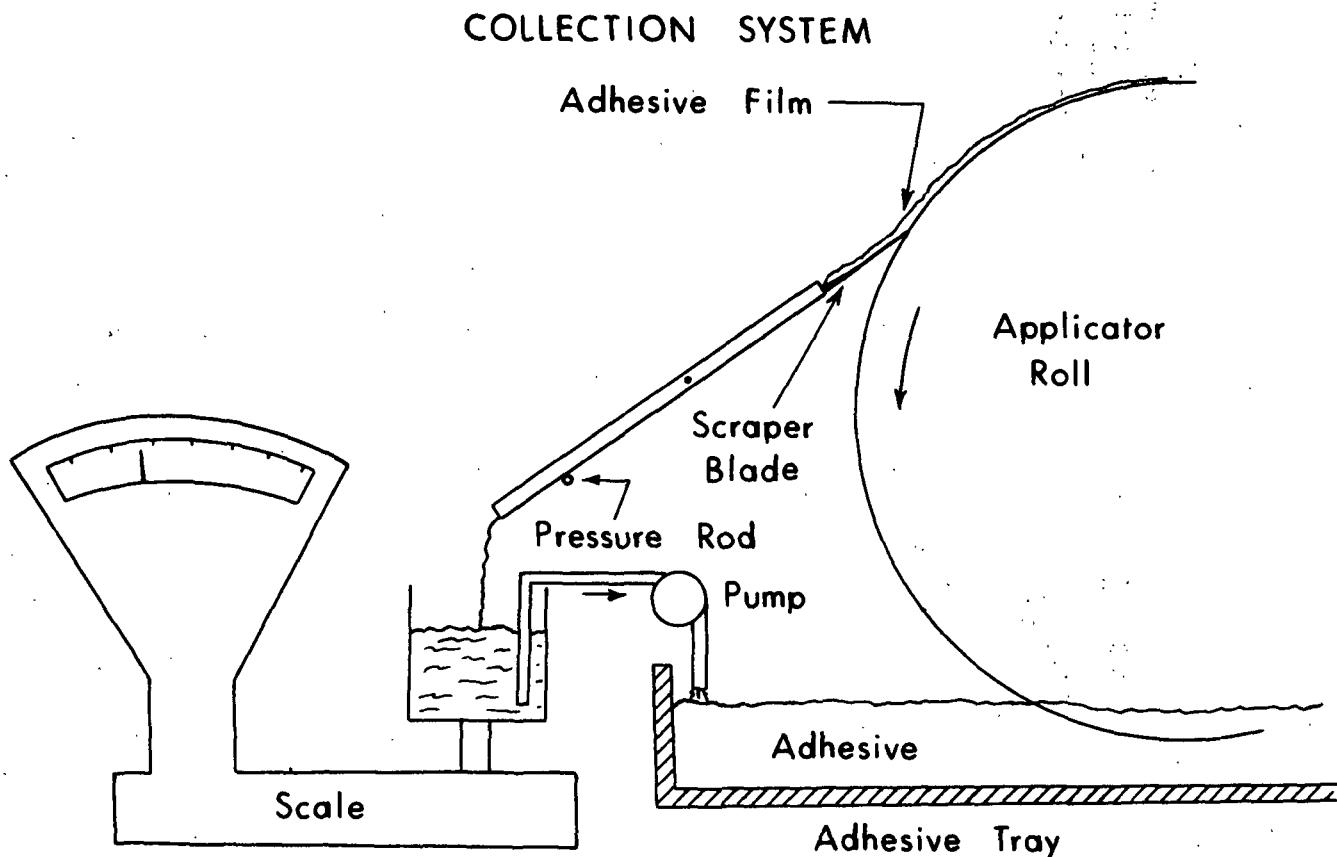 COLLECTION SYSTEM
Adhesive Film
Applicator
Roll
Scraper
Blade
Pressure Rod
Pump
Adhesive
Scale
Adhesive Tray